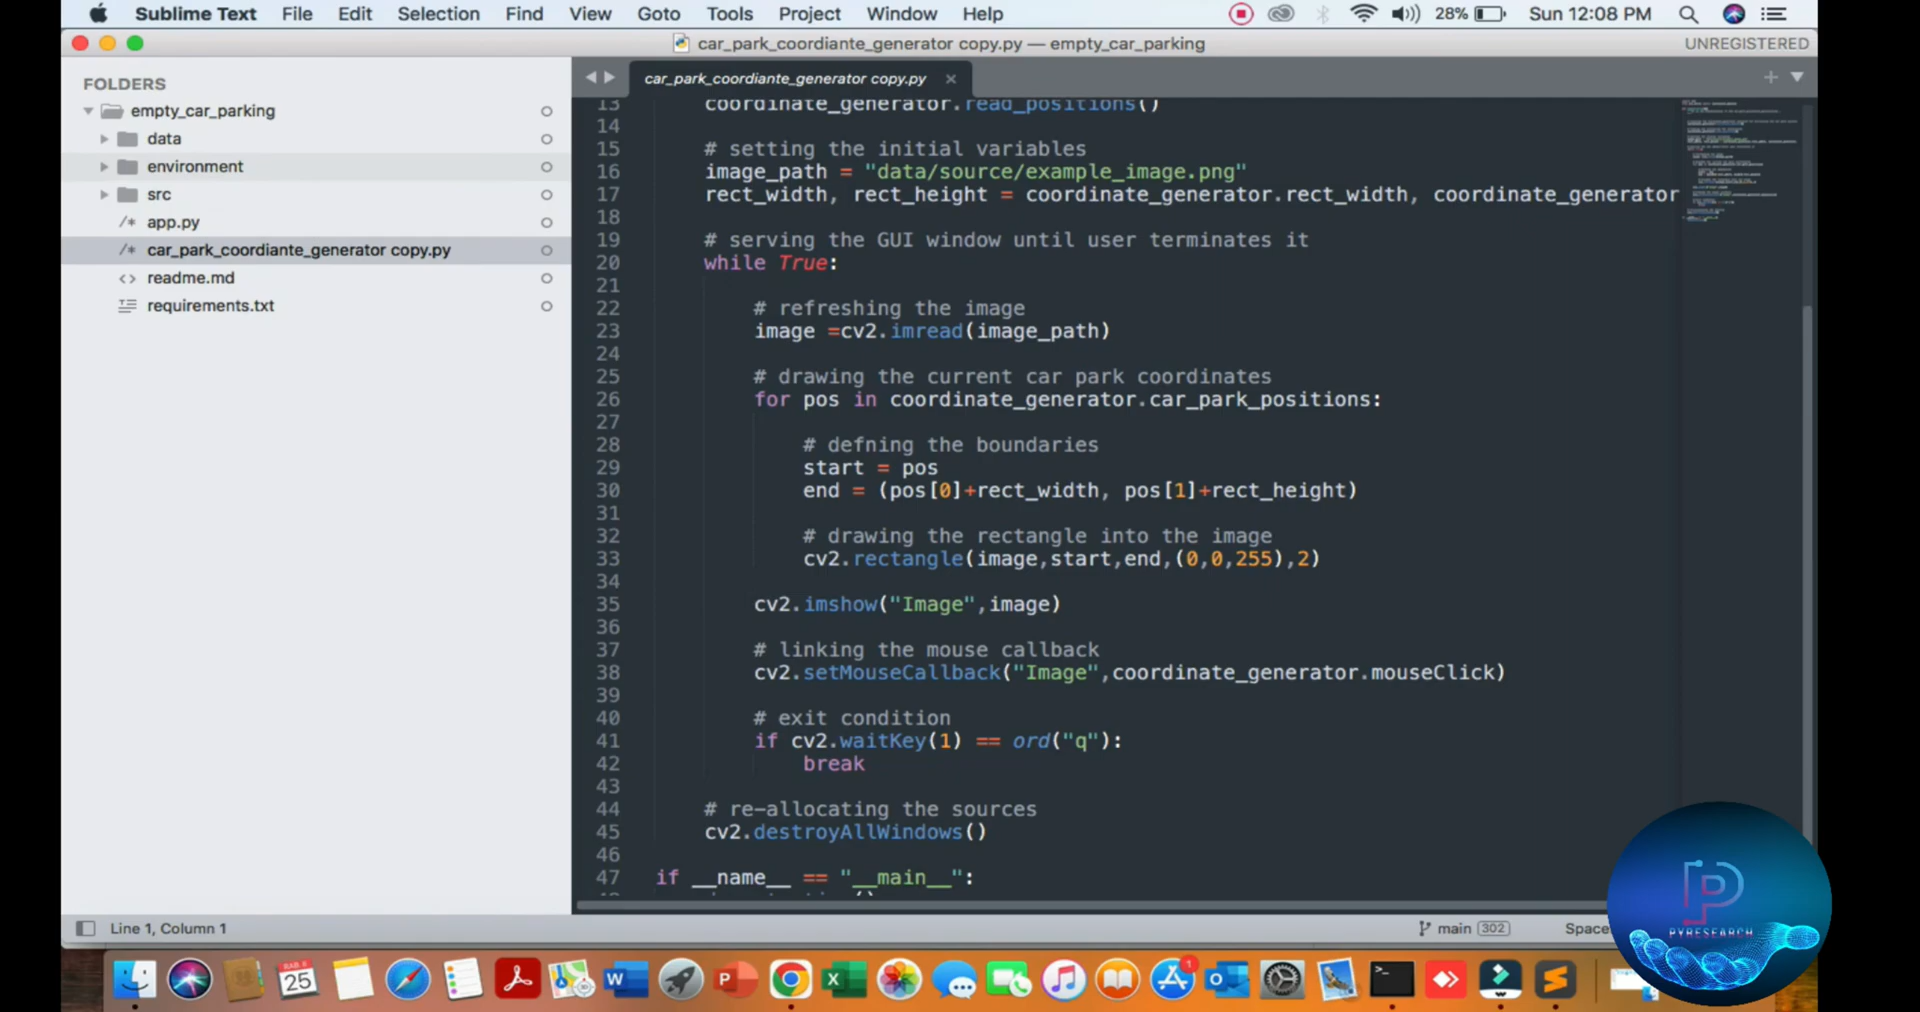 Sublime Text File Edit Selection Find View Goto Tools Project Window Help 28% Sun 12:08 PM
car_park_coordiante_generator copy.py — empty_car_parking UNREGISTERED
FOLDERS
empty_car_parking
data
environment
src
/* app.py
/* car_park_coordiante_generator copy.py
<> readme.md
requirements.txt
car_park_coordiante_generator copy.py ×
13 coordinate_generator.read_positions()
14
15 # setting the initial variables
16 image_path = "data/source/example_image.png"
17 rect_width, rect_height = coordinate_generator.rect_width, coordinate_generator
18
19 # serving the GUI window until user terminates it
20 while True:
21
22 # refreshing the image
23 image =cv2.imread(image_path)
24
25 # drawing the current car park coordinates
26 for pos in coordinate_generator.car_park_positions:
27
28 # defning the boundaries
29 start = pos
30 end = (pos[0]+rect_width, pos[1]+rect_height)
31
32 # drawing the rectangle into the image
33 cv2.rectangle(image,start,end,(0,0,255),2)
34
35 cv2.imshow("Image",image)
36
37 # linking the mouse callback
38 cv2.setMouseCallback("Image",coordinate_generator.mouseClick)
39
40 # exit condition
41 if cv2.waitKey(1) == ord("q"):
42 break
43
44 # re-allocating the sources
45 cv2.destroyAllWindows()
46
47 if __name__ == "__main__":
Line 1, Column 1 main 302 Space
PYRESEARCH
25
1